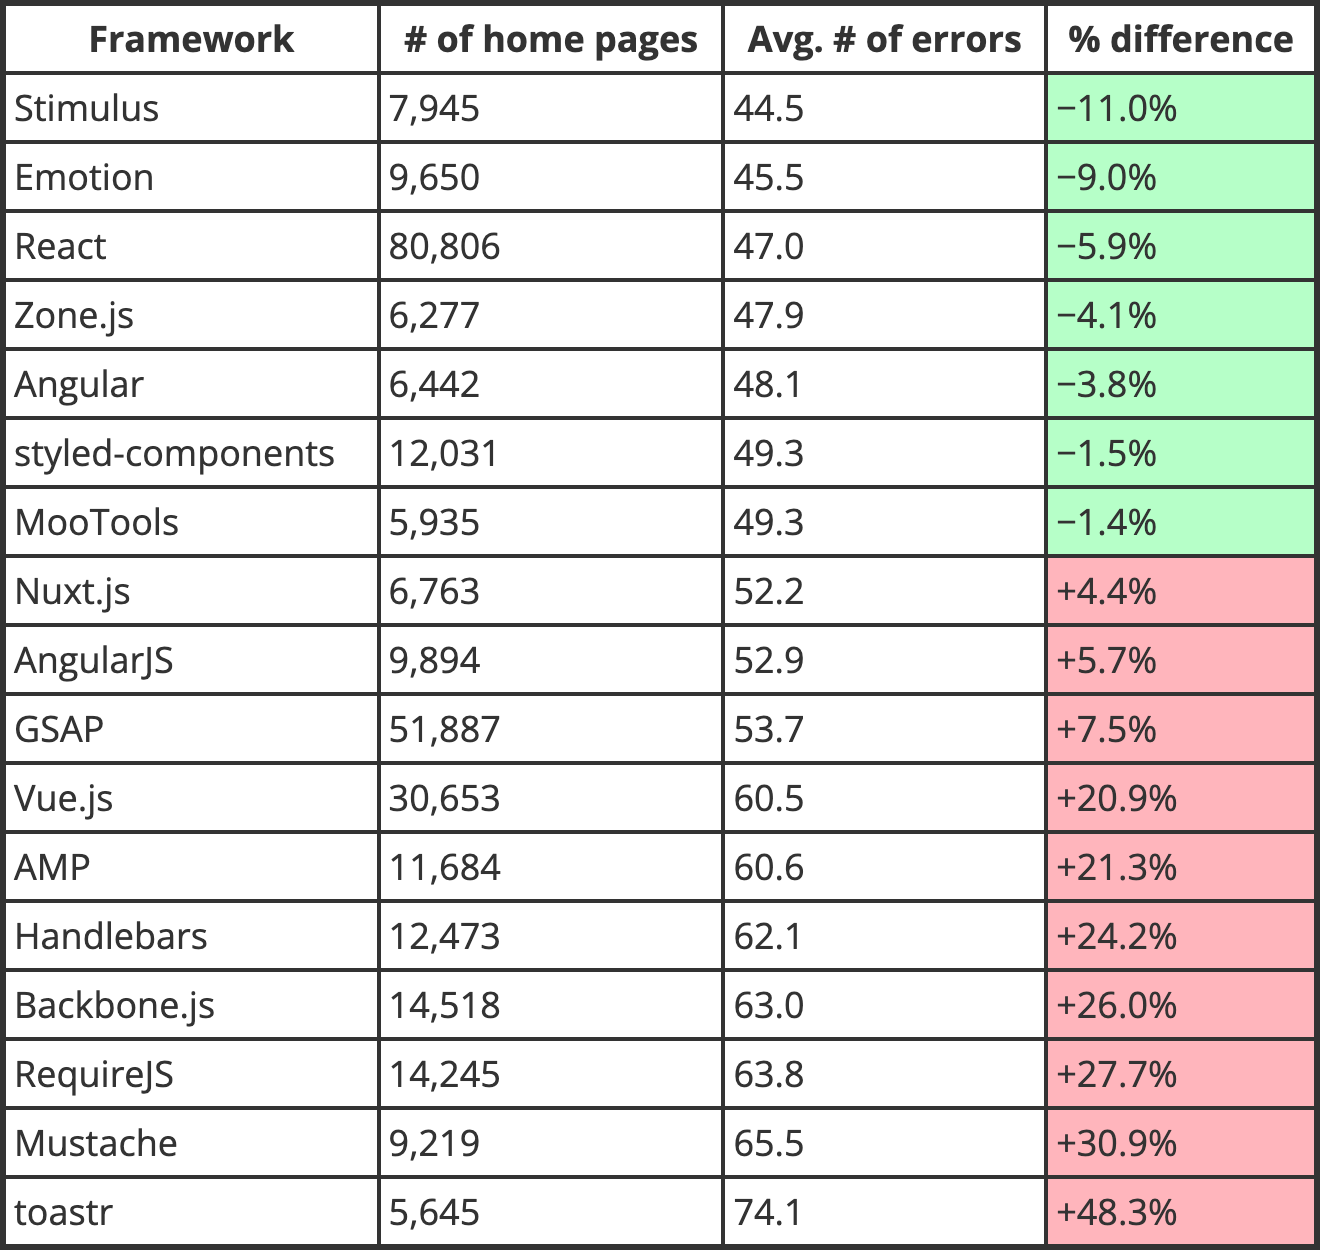 Framework # of home pages Avg. # of errors % difference
Stimulus 7,945 44.5 −11.0%
Emotion 9,650 45.5 −9.0%
React 80,806 47.0 −5.9%
Zone.js 6,277 47.9 −4.1%
Angular 6,442 48.1 −3.8%
styled-components 12,031 49.3 −1.5%
MooTools 5,935 49.3 −1.4%
Nuxt.js 6,763 52.2 +4.4%
AngularJS 9,894 52.9 +5.7%
GSAP 51,887 53.7 +7.5%
Vue.js 30,653 60.5 +20.9%
AMP 11,684 60.6 +21.3%
Handlebars 12,473 62.1 +24.2%
Backbone.js 14,518 63.0 +26.0%
RequireJS 14,245 63.8 +27.7%
Mustache 9,219 65.5 +30.9%
toastr 5,645 74.1 +48.3%